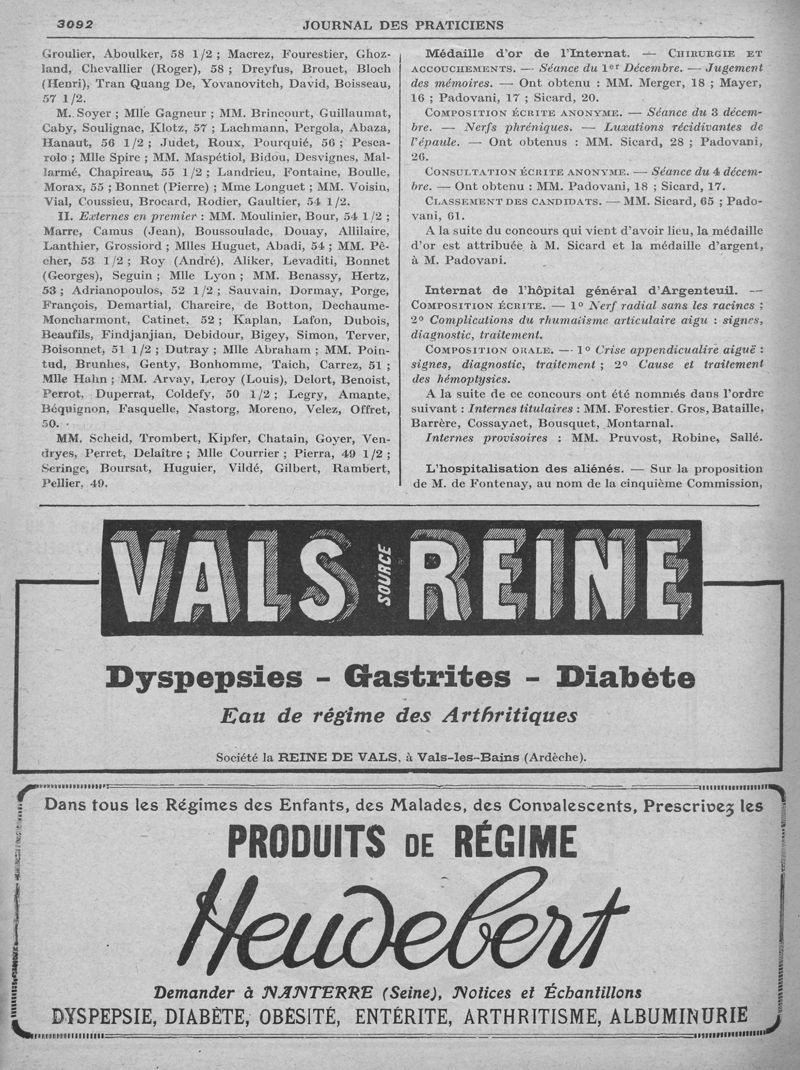 3092
JOURNAL DES PRATICIENS
Groulier, Aboulker, 58 1/2 ; Macrez, Fourestier, Ghoz-
land, Chevallier (Roger), 58 ; Dreyfus, Brouet, Bloch
(Henri), Tran Quang De, Yovanovitch, David, Boisseau,
57 1/2.
M. Soyer ; Mlle Gagneur ; MM. Brincourt, Guillaumat,
Caby, Soulignac, Klotz, 57 ; Lachmann, Pergola, Abaza,
Hanaut, 56 1/2 ; Judet, Roux, Pourquié, 56 ; Pesca-
rolo ; Mlle Spire ; MM. Maspétiol, Bidou, Desvignes, Mal-
larmé, Chapireau, 55 1/2 ; Landrieu, Fontaine, Boulle,
Morax, 55 ; Bonnet (Pierre) ; Mme Longuet ; MM. Voisin,
Vial, Coussieu, Brocard, Rodier, Gaultier, 54 1/2.
II. Externes en premier : MM. Moulinier, Bour, 54 1/2 ;
Marre, Camus (Jean), Boussoulade, Douay, Allilaire,
Lanthier, Grossiord ; Mlles Huguet, Abadi, 54 ; MM. Pê-
cher, 53 1/2 ; Roy (André), Aliker, Levaditi, Bonnet
(Georges), Seguin ; Mlle Lyon ; MM. Benassy, Hertz,
53 ; Adrianopoulos, 52 1/2 ; Sauvain, Dormay, Porge,
François, Demartial, Chareire, de Botton, Dechaume-
Moncharmont, Catinet, 52 ; Kaplan, Lafon, Dubois,
Beaufils, Findjanjian, Debidour, Bigey, Simon, Terver,
Boisonnet, 51 1/2 ; Dutray ; Mlle Abraham ; MM. Poin-
tud, Brunhes, Genty, Bonhomme, Taich, Carrez, 51 ;
Mlle Hahn ; MM. Arvay, Leroy (Louis), Delort, Benoist,
Perrot, Duperrat, Coldefy, 50 1/2 ; Legry, Amante,
Béquignon, Fasquelle, Nastorg, Moreno, Velez, Offret,
50.
MM. Scheid, Trombert, Kipfer, Chatain, Goyer, Ven-
dryes, Perret, Delaître ; Mlle Courrier ; Pierra, 49 1/2 ;
Seringe, Boursat, Huguier, Vildé, Gilbert, Rambert,
Pellier, 49.
Médaille d'or de l'Internat. — CHIRURGIE ET
ACCOUCHEMENTS. — Séance du 1er Décembre. — Jugement
des mémoires. — Ont obtenu : MM. Merger, 18 ; Mayer,
16 ; Padovani, 17 ; Sicard, 20.
COMPOSITION ÉCRITE ANONYME. — Séance du 3 décem-
bre. — Nerfs phréniques. — Luxations récidivantes de
l'épaule. — Ont obtenus : MM. Sicard, 28 ; Padovani,
26.
CONSULTATION ÉCRITE ANONYME. — Séance du 4 décem-
bre. — Ont obtenu : MM. Padovani, 18 ; Sicard, 17.
CLASSEMENT DES CANDIDATS. — MM. Sicard, 65 ; Pado-
vani, 61.
A la suite du concours qui vient d'avoir lieu, la médaille
d'or est attribuée à M. Sicard et la médaille d'argent,
à M. Padovani.
Internat de l'hôpital général d'Argenteuil. —
COMPOSITION ÉCRITE. — 1º Nerf radial sans les racines ;
2º Complications du rhumatisme articulaire aigu : signes,
diagnostic, traitement.
COMPOSITION ORALE. — 1º Crise appendiculaire aiguë :
signes, diagnostic, traitement ; 2º Cause et traitement
des hémoptysies.
A la suite de ce concours ont été nommés dans l'ordre
suivant : Internes titulaires : MM. Forestier. Gros, Bataille,
Barrère, Cossaynet, Bousquet, Montarnal.
Internes provisoires : MM. Pruvost, Robine, Sallé.
L'hospitalisation des aliénés. — Sur la proposition
de M. de Fontenay, au nom de la cinquième Commission,
VALS SOURCE REINE
Dyspepsies - Gastrites - Diabète
Eau de régime des Arthritiques
Société la REINE DE VALS, à Vals-les-Bains (Ardèche).
Dans tous les Régimes des Enfants, des Malades, des Convalescents, Prescrivez les
PRODUITS DE RÉGIME
Heudebert
Demander à NANTERRE (Seine), Notices et Échantillons
DYSPEPSIE, DIABÈTE, OBÉSITÉ, ENTÉRITE, ARTHRITISME, ALBUMINURIE